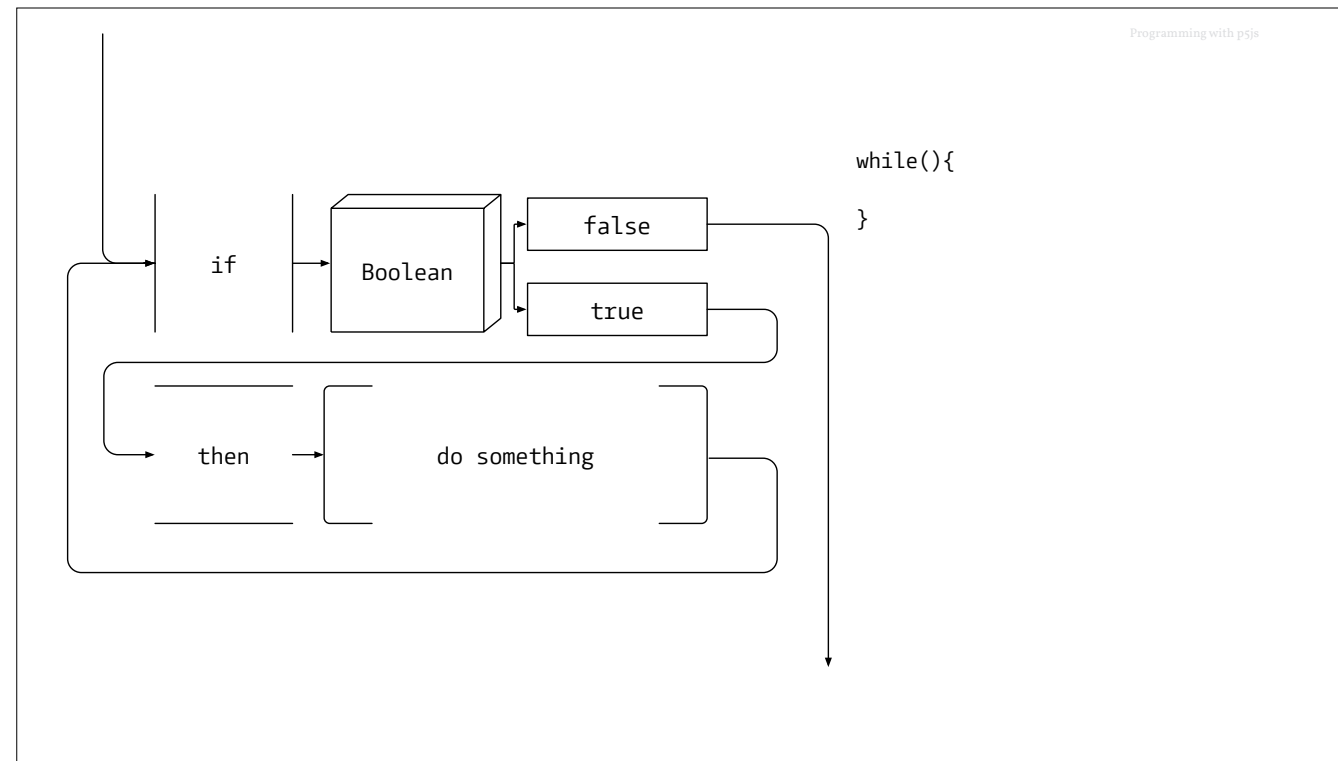 Programming with p5js
while(){
}
if
Boolean
false
true
then
do something